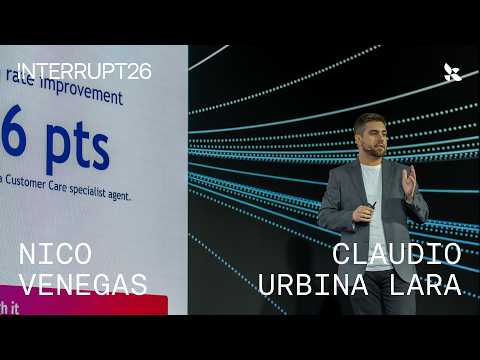 INTERRUPT26
rate improvement
6 pts
a Customer Care specialist agent.
NICO
VENEGAS
CLAUDIO
URBINA LARA
h it